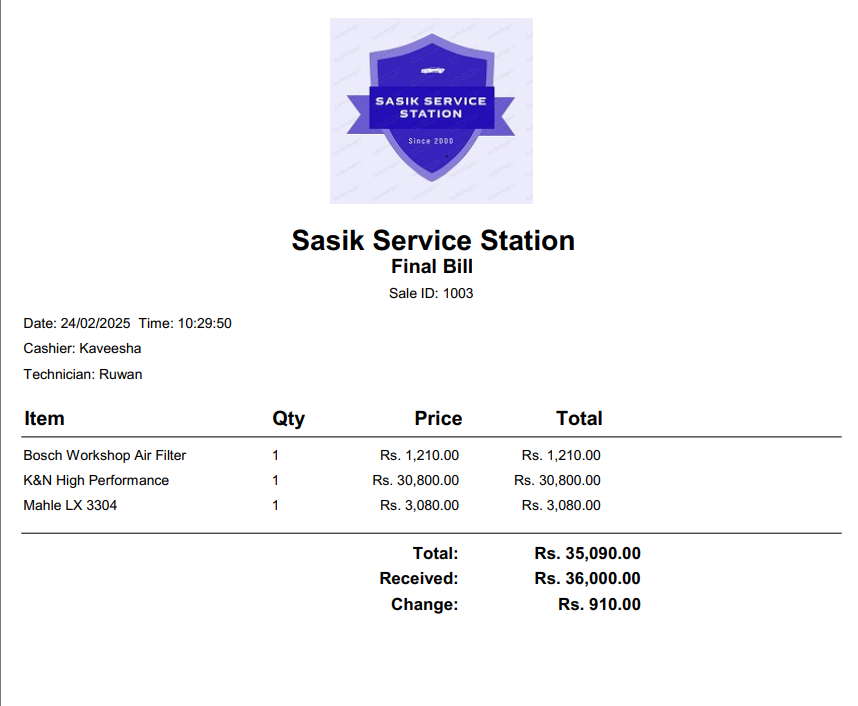 SASIK SERVICE
STATION
Since 2000
Sasik Service Station
Final Bill
Sale ID: 1003
Date: 24/02/2025 Time: 10:29:50
Cashier: Kaveesha
Technician: Ruwan
Item Qty Price Total
Bosch Workshop Air Filter 1 Rs. 1,210.00 Rs. 1,210.00
K&N High Performance 1 Rs. 30,800.00 Rs. 30,800.00
Mahle LX 3304 1 Rs. 3,080.00 Rs. 3,080.00
Total: Rs. 35,090.00
Received: Rs. 36,000.00
Change: Rs. 910.00